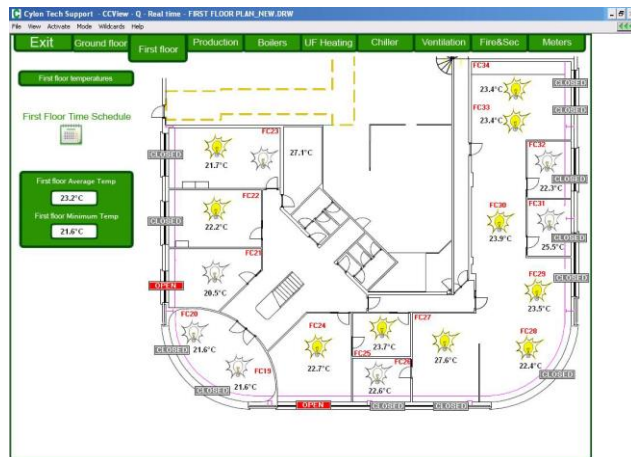 Cylon Tech Support - CCView - Q - Real time - FIRST FLOOR PLAN_NEW.DRW
File View Activate Mode Wildcards Help
Exit Ground floor First floor Production Boilers UF Heating Chiller Ventilation Fire&Sec Meters
First floor temperatures
First Floor Time Schedule
First floor Average Temp
23.2°C
First floor Minimum Temp
21.6°C
FC34
23.4°C
CLOSED
FC33
23.4°C
CLOSED
FC23
21.7°C
CLOSED
27.1°C
FC32
22.3°C
CLOSED
FC22
22.2°C
CLOSED
FC31
25.5°C
CLOSED
FC30
23.9°C
FC21
20.5°C
OPEN
FC29
23.5°C
CLOSED
FC20
21.6°C
CLOSED
FC19
21.6°C
CLOSED
FC24
22.7°C
OPEN
23.7°C
FC25
FC26
22.6°C
CLOSED
FC27
27.6°C
CLOSED
FC28
22.4°C
CLOSED